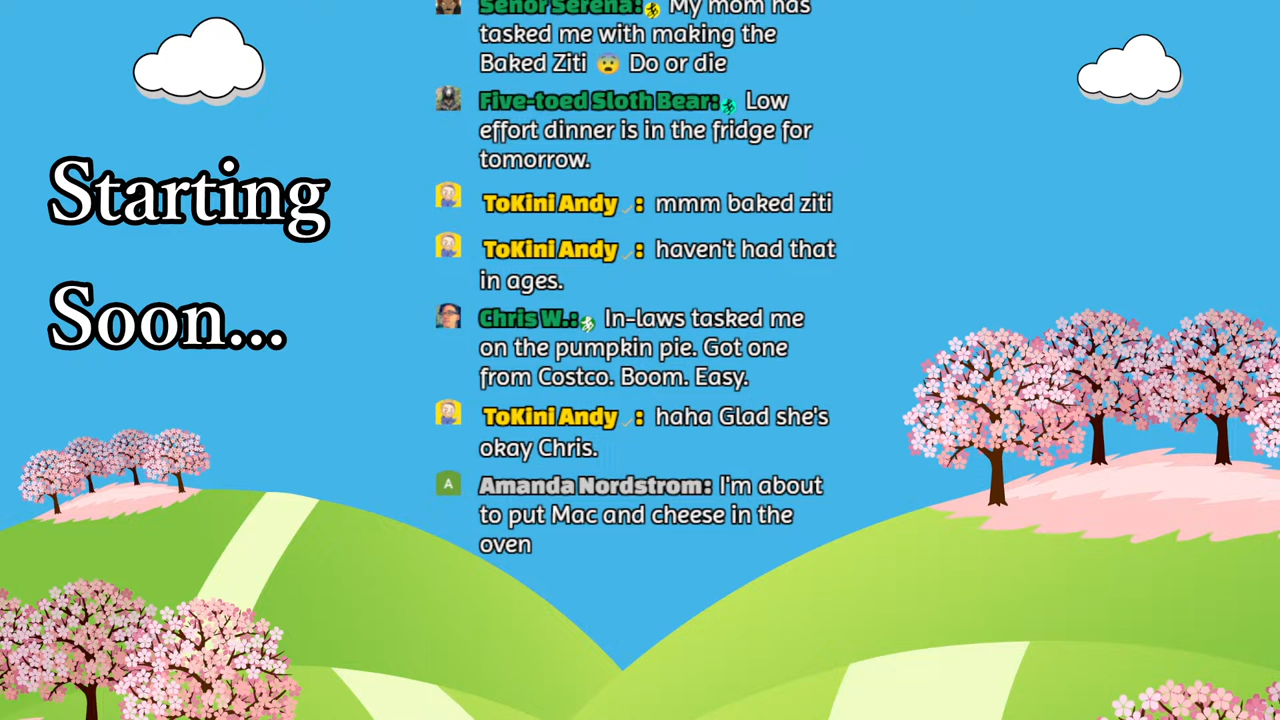 Starting
Soon...
Señor Serena: My mom has
tasked me with making the
Baked Ziti 😨 Do or die
Five-toed Sloth Bear: Low
effort dinner is in the fridge for
tomorrow.
ToKini Andy : mmm baked ziti
ToKini Andy : haven't had that
in ages.
Chris W.: In-laws tasked me
on the pumpkin pie. Got one
from Costco. Boom. Easy.
ToKini Andy : haha Glad she's
okay Chris.
A Amanda Nordstrom: I'm about
to put Mac and cheese in the
oven